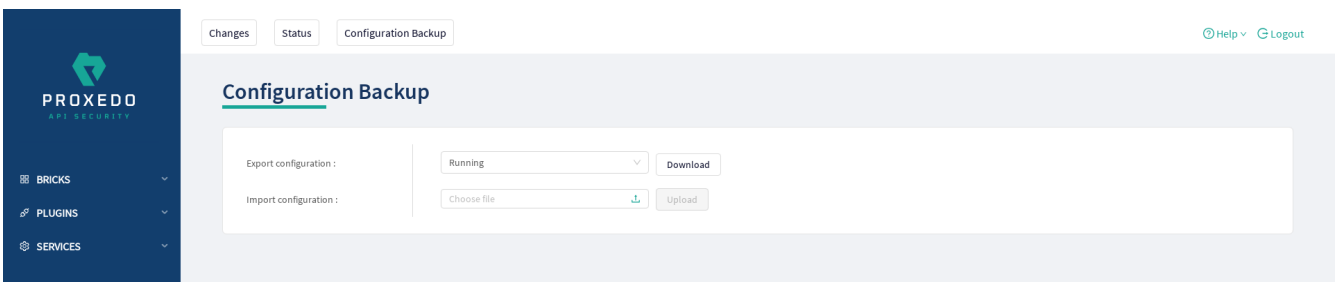 Changes Status Configuration Backup Help Logout
PROXEDO
API SECURITY
Configuration Backup
Export configuration : Running Download
Import configuration : Choose file Upload
BRICKS
PLUGINS
SERVICES